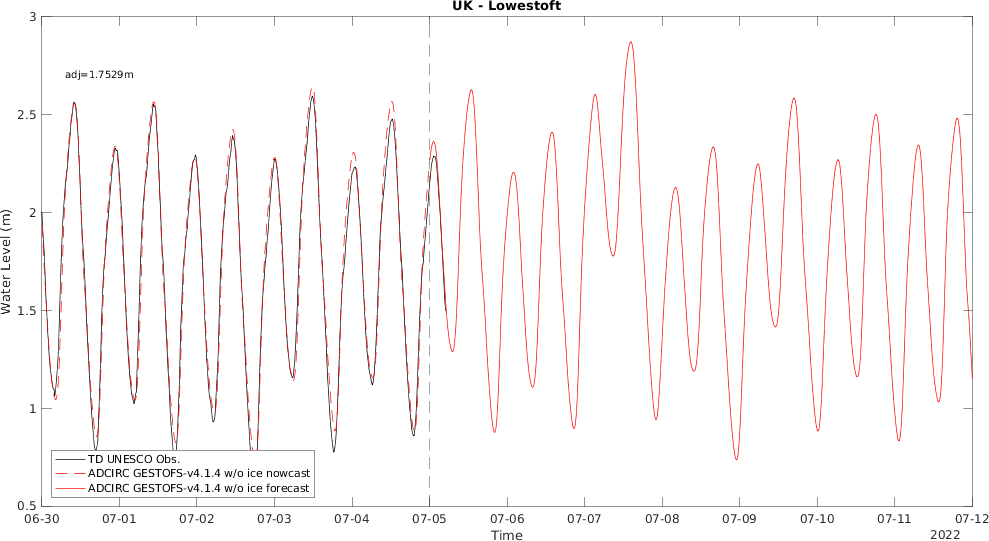 UK - Lowestoft
adj=1.7529m
Water Level (m)
3
2.5
2
1.5
1
0.5
TD UNESCO Obs.
ADCIRC GESTOFS-v4.1.4 w/o ice nowcast
ADCIRC GESTOFS-v4.1.4 w/o ice forecast
06-30 07-01 07-02 07-03 07-04 07-05 07-06 07-07 07-08 07-09 07-10 07-11 07-12
Time
2022